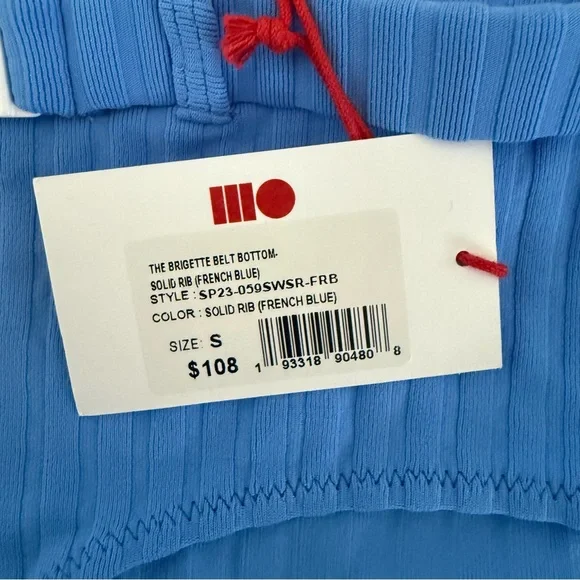 THE BRIGETTE BELT BOTTOM-
SOLID RIB (FRENCH BLUE)
STYLE : SP23-059SWSR-FRB
COLOR : SOLID RIB (FRENCH BLUE)
SIZE: S
$108
1 93318 90480 8